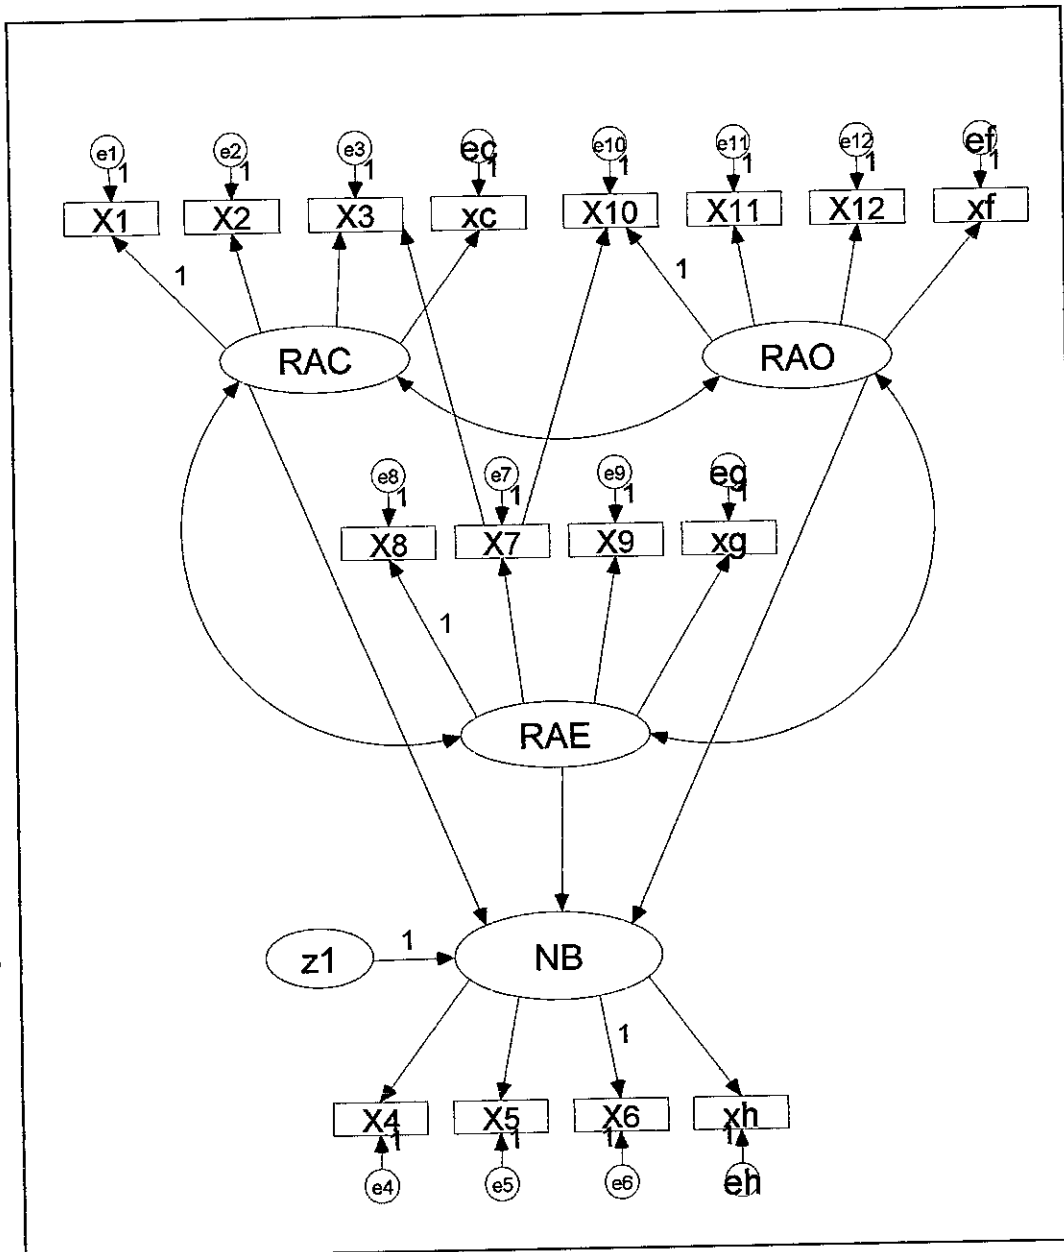 e1 e2 e3 ec e10 e11 e12 ef
1 1 1 1 1 1 1 1
X1 X2 X3 xc X10 X11 X12 xf
1 1
RAC RAO
e8 e7 e9 eg
1 1 1 1
X8 X7 X9 xg
1
RAE
z1 1 NB
1
X4 X5 X6 xh
1 1 1 1
e4 e5 e6 eh